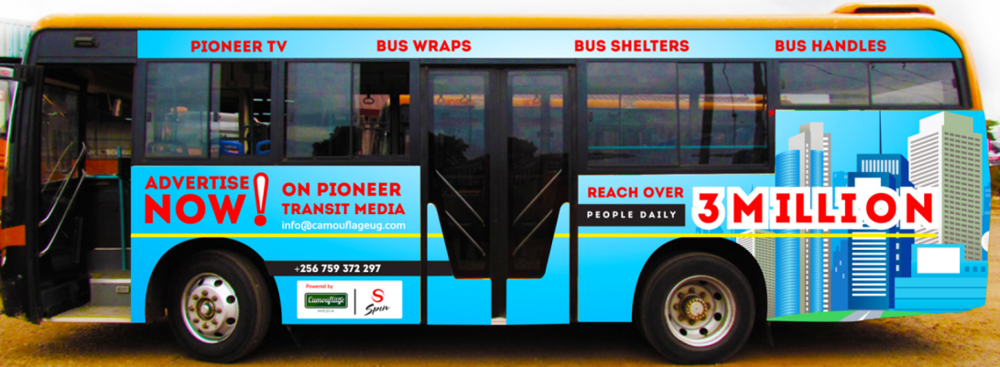 PIONEER TV
BUS WRAPS
BUS SHELTERS
BUS HANDLES
ADVERTISE
NOW!
ON PIONEER
TRANSIT MEDIA
info@camouflageug.com
+256 759 372 297
Powered by
Camouflage
MEDIA
S
Spin
REACH OVER
PEOPLE DAILY
3 MILLION